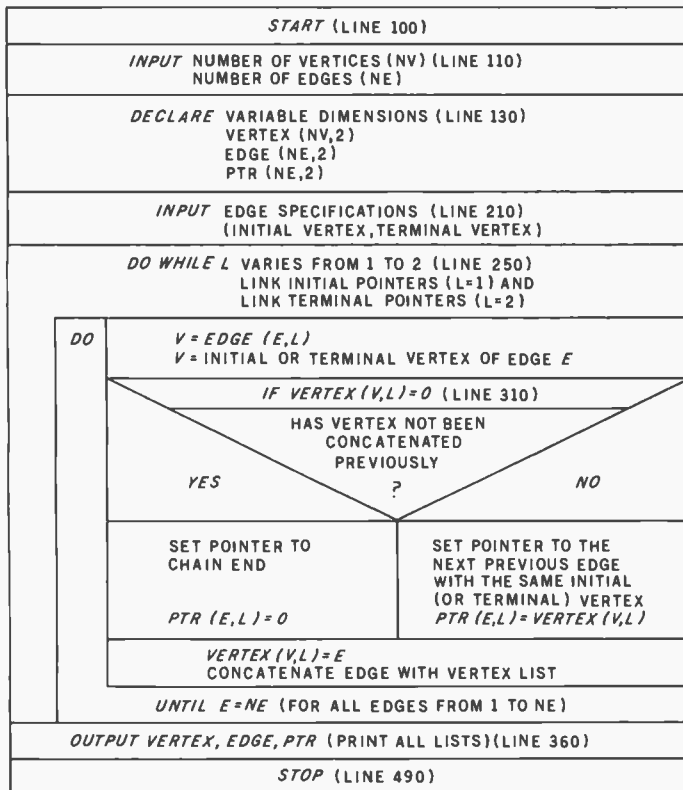 START (LINE 100)
INPUT NUMBER OF VERTICES (NV) (LINE 110)
NUMBER OF EDGES (NE)
DECLARE VARIABLE DIMENSIONS (LINE 130)
VERTEX (NV,2)
EDGE (NE,2)
PTR (NE,2)
INPUT EDGE SPECIFICATIONS (LINE 210)
(INITIAL VERTEX, TERMINAL VERTEX)
DO WHILE L VARIES FROM 1 TO 2 (LINE 250)
LINK INITIAL POINTERS (L=1) AND
LINK TERMINAL POINTERS (L=2)
DO
V = EDGE (E,L)
V = INITIAL OR TERMINAL VERTEX OF EDGE E
IF VERTEX (V,L)=0 (LINE 310)
HAS VERTEX NOT BEEN
CONCATENATED
PREVIOUSLY
?
YES
NO
SET POINTER TO
CHAIN END
PTR (E,L)=0
SET POINTER TO THE
NEXT PREVIOUS EDGE
WITH THE SAME INITIAL
(OR TERMINAL) VERTEX
PTR (E,L)=VERTEX (V,L)
VERTEX (V,L)=E
CONCATENATE EDGE WITH VERTEX LIST
UNTIL E=NE (FOR ALL EDGES FROM 1 TO NE)
OUTPUT VERTEX, EDGE, PTR (PRINT ALL LISTS)(LINE 360)
STOP (LINE 490)